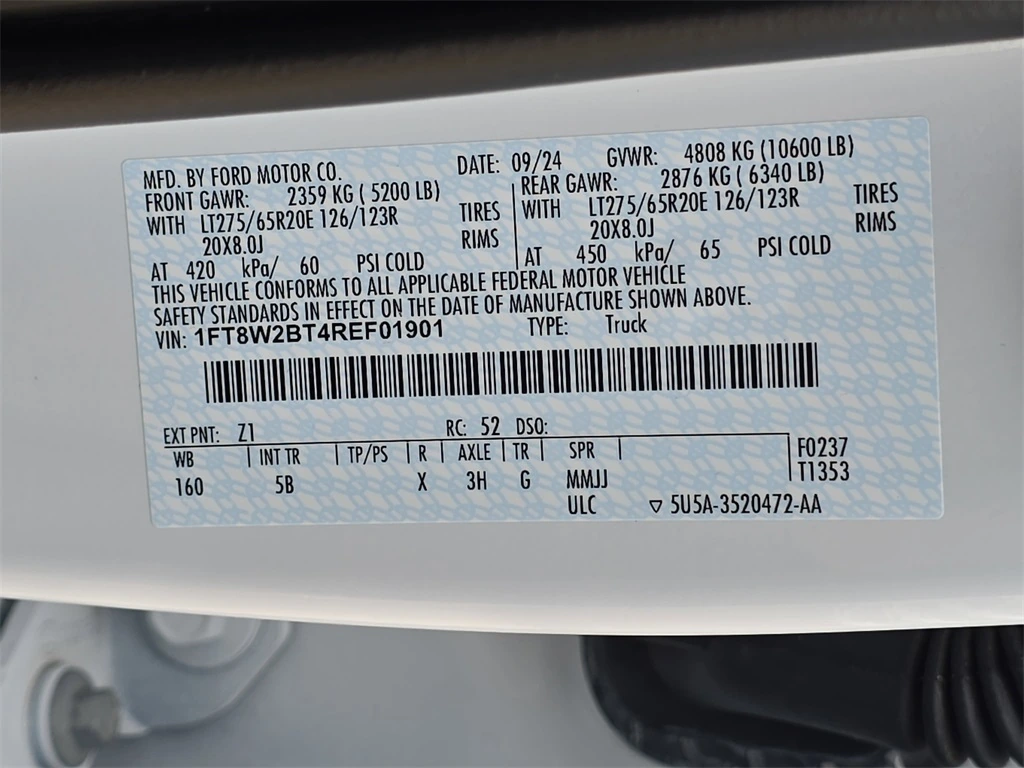 MFD. BY FORD MOTOR CO. DATE: 09/24 GVWR: 4808 KG (10600 LB)
FRONT GAWR: 2359 KG ( 5200 LB) REAR GAWR: 2876 KG ( 6340 LB)
WITH LT275/65R20E 126/123R TIRES WITH LT275/65R20E 126/123R TIRES
20X8.0J RIMS 20X8.0J RIMS
AT 420 kPa/ 60 PSI COLD AT 450 kPa/ 65 PSI COLD
THIS VEHICLE CONFORMS TO ALL APPLICABLE FEDERAL MOTOR VEHICLE
SAFETY STANDARDS IN EFFECT ON THE DATE OF MANUFACTURE SHOWN ABOVE.
VIN: 1FT8W2BT4REF01901 TYPE: Truck
EXT PNT: Z1 RC: 52 DSO:
WB INT TR TP/PS R AXLE TR SPR F0237
160 5B X 3H G MMJJ T1353
ULC ▽ 5U5A-3520472-AA